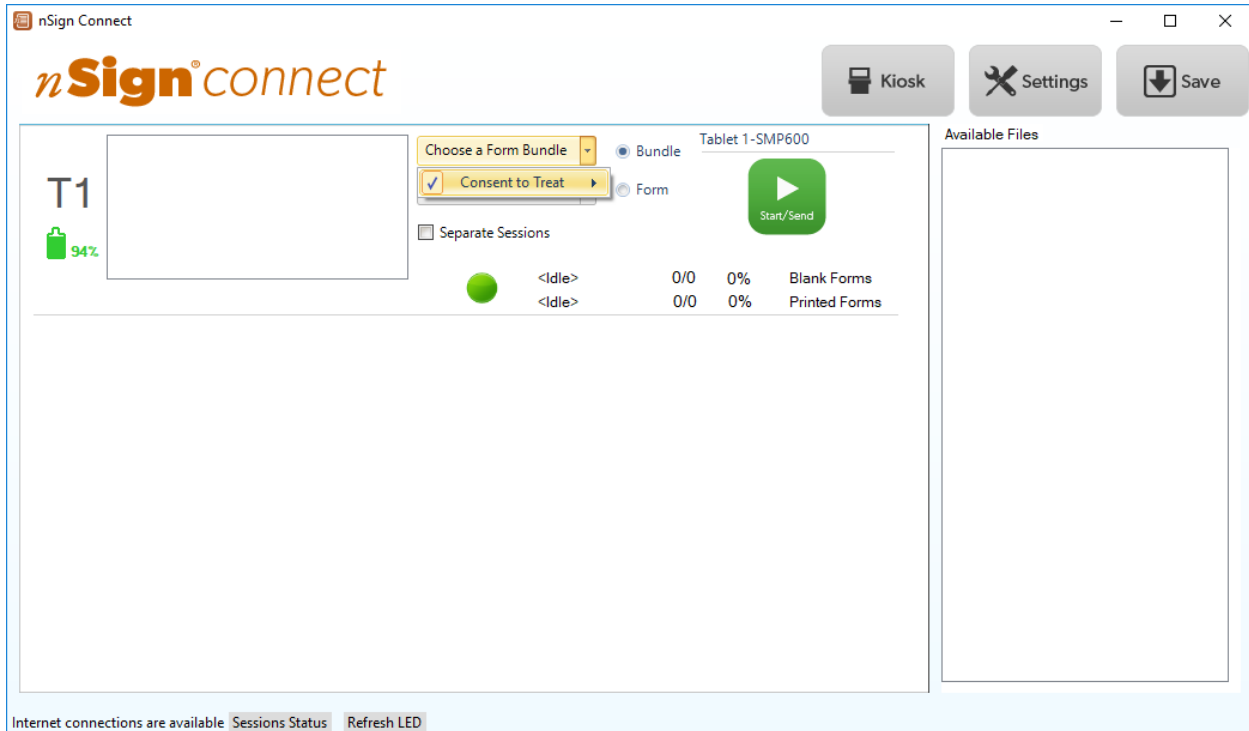 nSign Connect
nSign® connect
Kiosk
Settings
Save
T1
94%
Choose a Form Bundle
Bundle
Consent to Treat
Form
Separate Sessions
Tablet 1-SMP600
Start/Send
<Idle> 0/0 0% Blank Forms
<Idle> 0/0 0% Printed Forms
Available Files
Internet connections are available Sessions Status Refresh LED